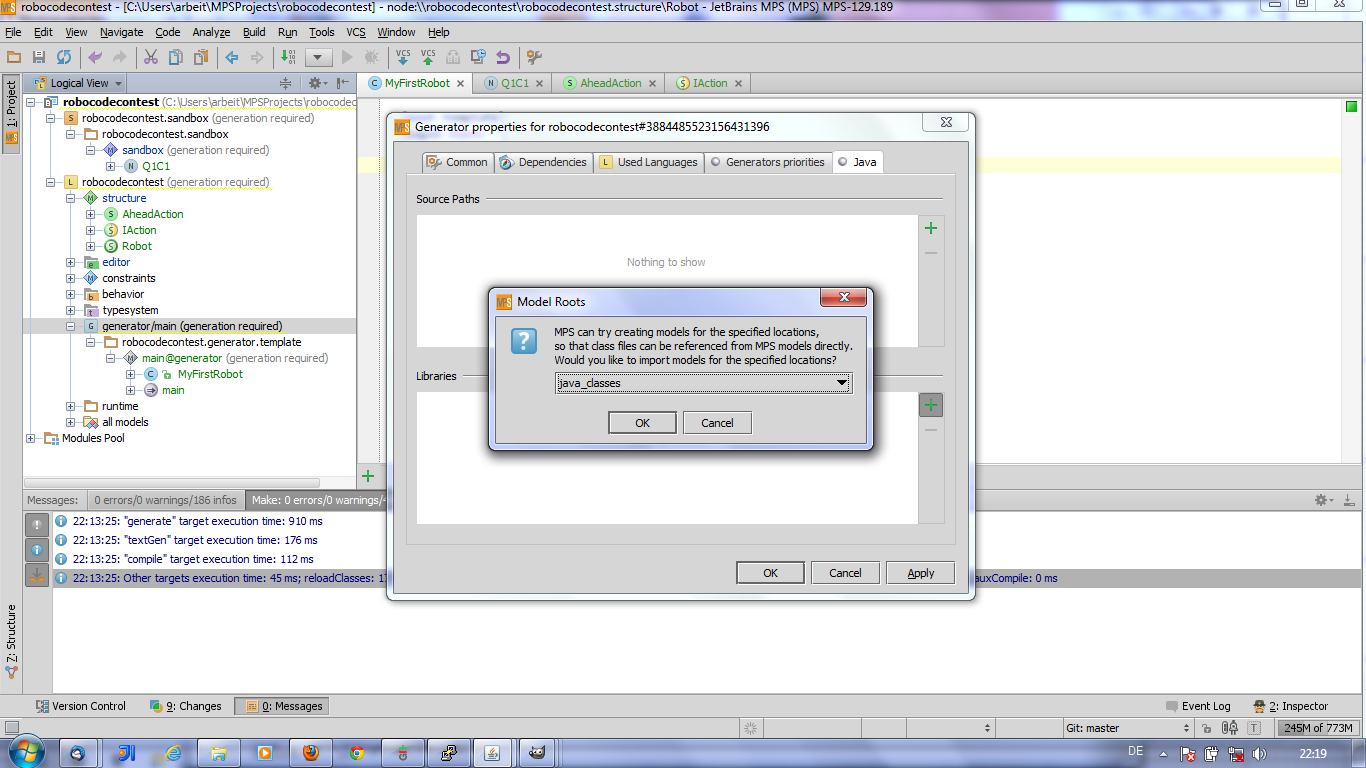 robocodecontest - [C:\Users\arbeit\MPSProjects\robocodecontest] - node:\\robocodecontest\robocodecontest.structure\Robot - JetBrains MPS (MPS) MPS-129.189
File Edit View Navigate Code Analyze Build Run Tools VCS Window Help
VCS VCS
Logical View
MyFirstRobot Q1C1 AheadAction IAction
1: Project
robocodecontest (C:\Users\arbeit\MPSProjects\robocodec
robocodecontest.sandbox (generation required)
robocodecontest.sandbox
sandbox (generation required)
Q1C1
robocodecontest (generation required)
structure
AheadAction
IAction
Robot
editor
constraints
behavior
typesystem
generator/main (generation required)
robocodecontest.generator.template
main@generator (generation required)
MyFirstRobot
main
runtime
all models
Modules Pool
Generator properties for robocodecontest#3884485523156431396
Common Dependencies Used Languages Generators priorities Java
Source Paths
Nothing to show
Libraries
OK Cancel Apply
Model Roots
MPS can try creating models for the specified locations,
so that class files can be referenced from MPS models directly.
Would you like to import models for the specified locations?
java_classes
OK Cancel
Messages: 0 errors/0 warnings/186 infos Make: 0 errors/0 warnings/
22:13:25: "generate" target execution time: 910 ms
22:13:25: "textGen" target execution time: 176 ms
22:13:25: "compile" target execution time: 112 ms
22:13:25: Other targets execution time: 45 ms; reloadClasses: 1 auxCompile: 0 ms
Z: Structure
Version Control 9: Changes 0: Messages Event Log 2: Inspector
Git: master T 245M of 773M
DE 22:19